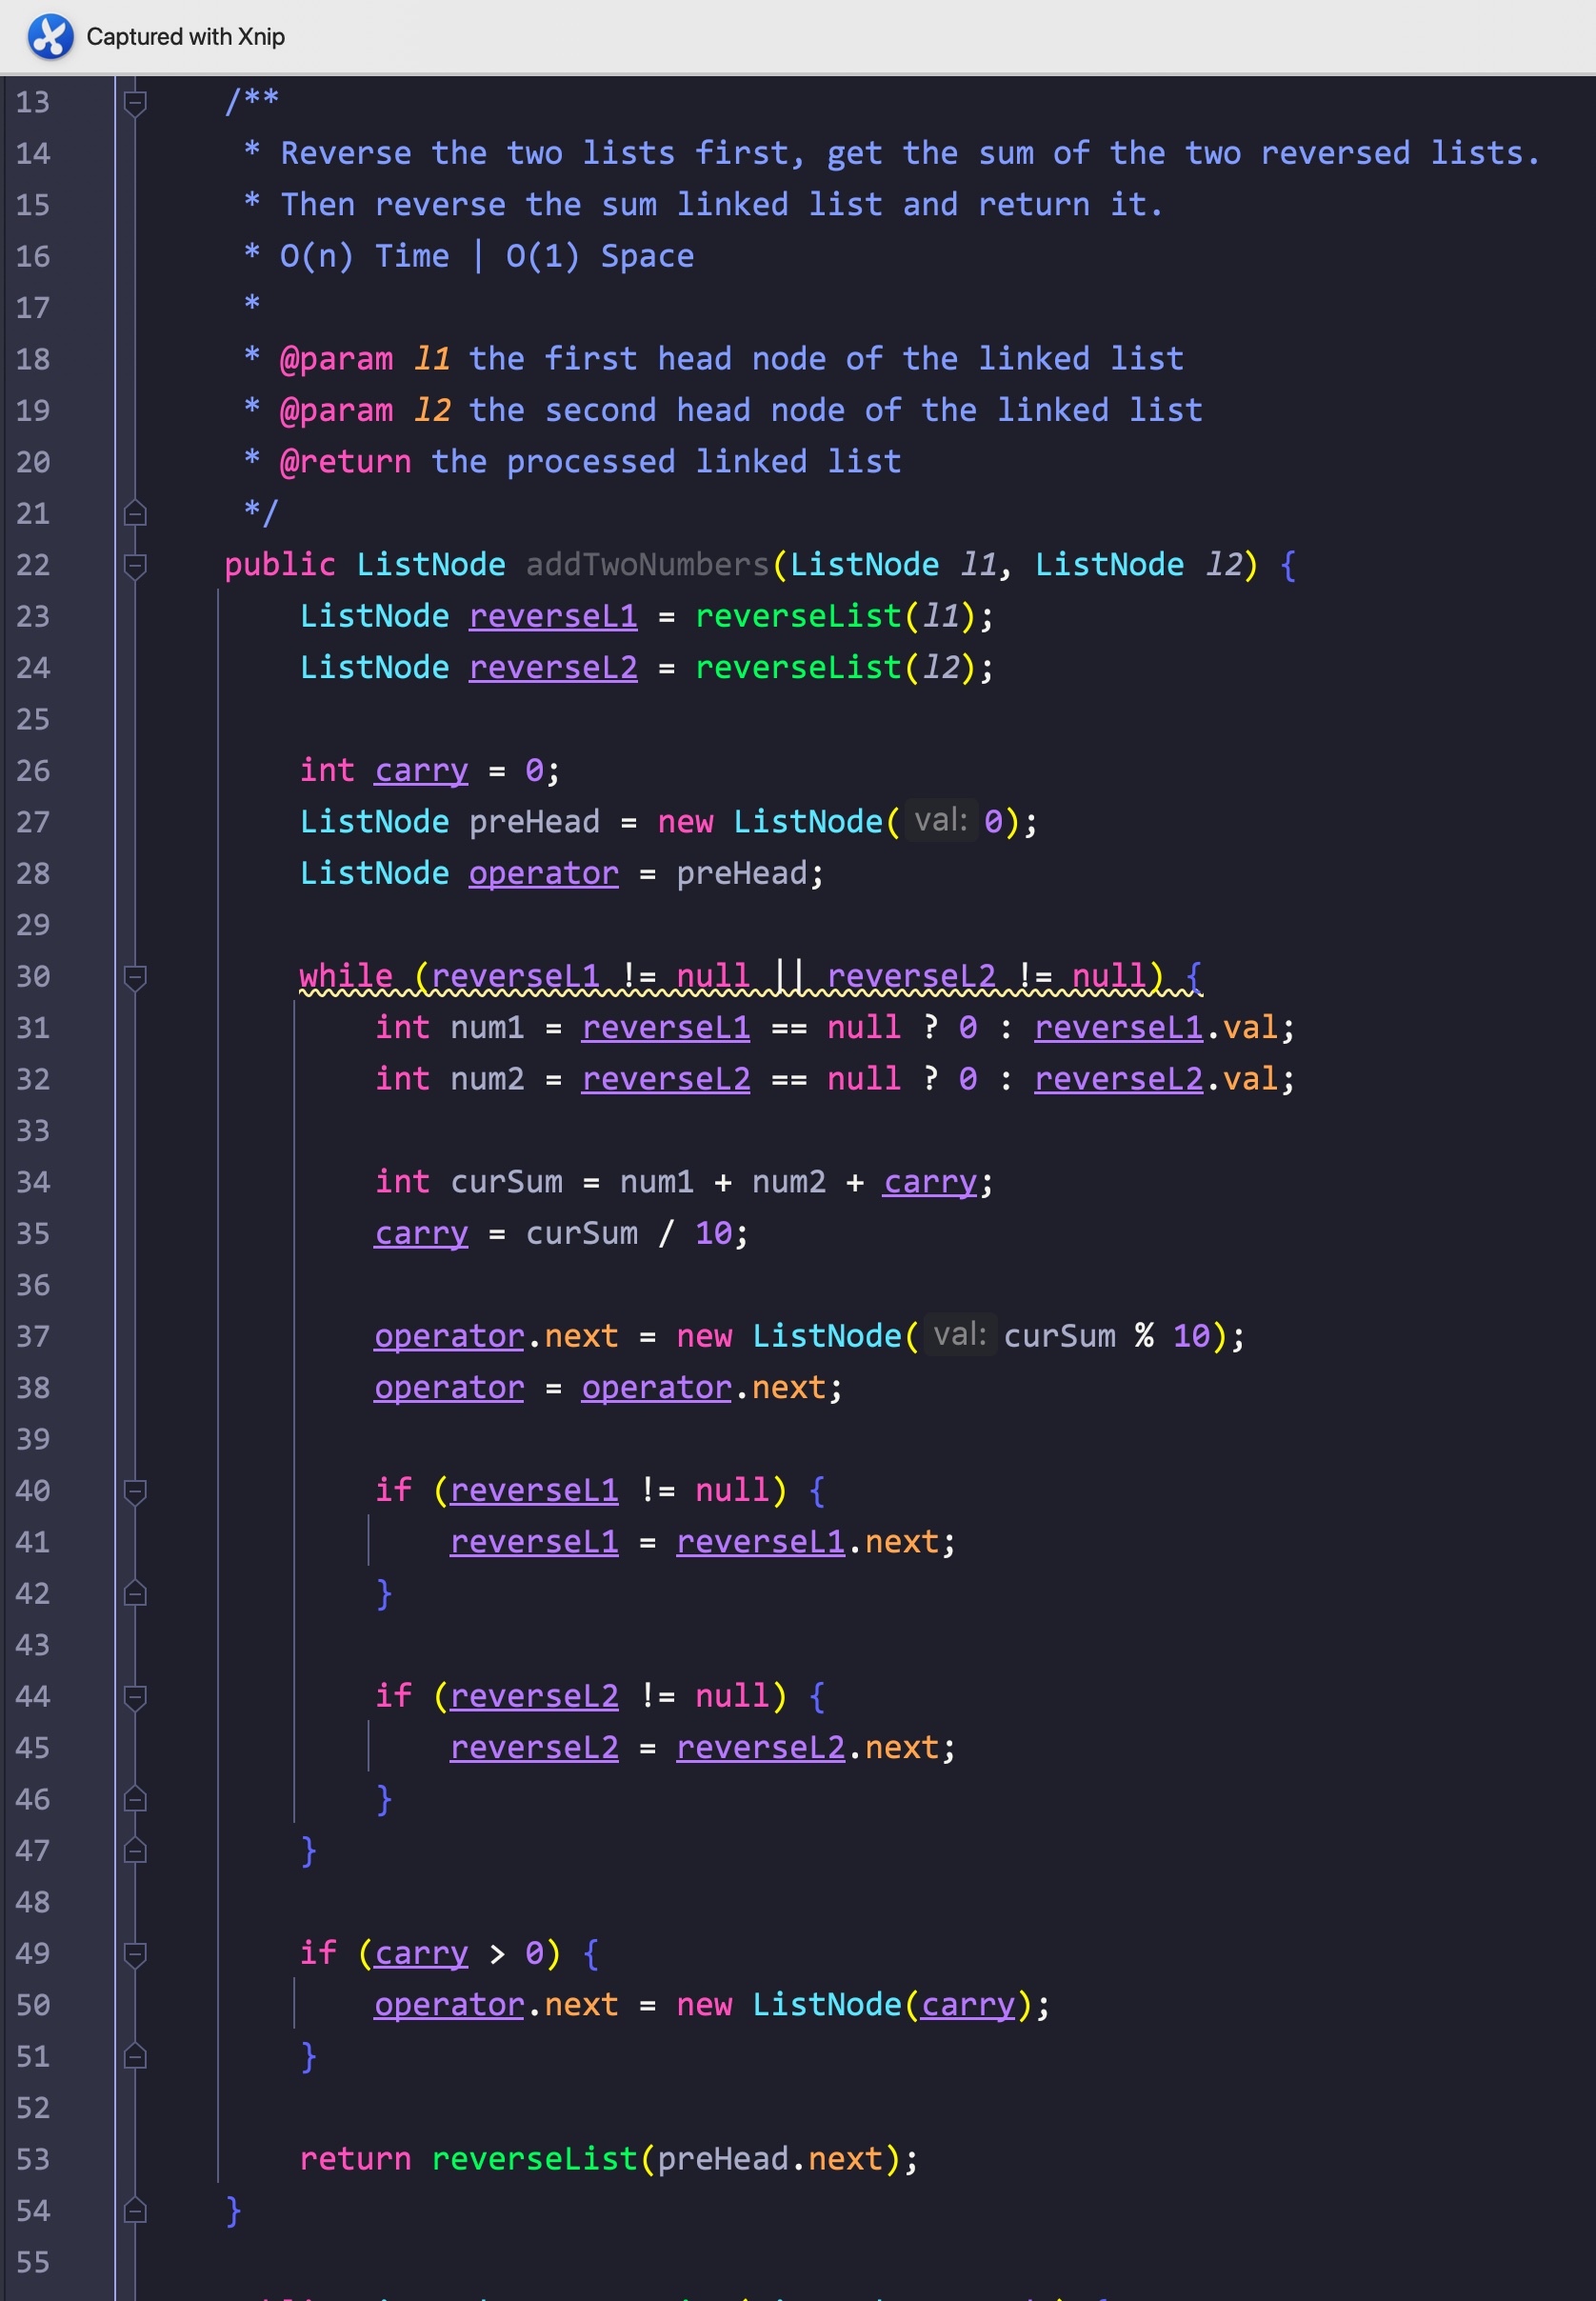 Captured with Xnip
13 /**
14 * Reverse the two lists first, get the sum of the two reversed lists.
15 * Then reverse the sum linked list and return it.
16 * O(n) Time | O(1) Space
17 *
18 * @param l1 the first head node of the linked list
19 * @param l2 the second head node of the linked list
20 * @return the processed linked list
21 */
22 public ListNode addTwoNumbers(ListNode l1, ListNode l2) {
23 ListNode reverseL1 = reverseList(l1);
24 ListNode reverseL2 = reverseList(l2);
25
26 int carry = 0;
27 ListNode preHead = new ListNode( val: 0);
28 ListNode operator = preHead;
29
30 while (reverseL1 != null || reverseL2 != null) {
31 int num1 = reverseL1 == null ? 0 : reverseL1.val;
32 int num2 = reverseL2 == null ? 0 : reverseL2.val;
33
34 int curSum = num1 + num2 + carry;
35 carry = curSum / 10;
36
37 operator.next = new ListNode( val: curSum % 10);
38 operator = operator.next;
39
40 if (reverseL1 != null) {
41 reverseL1 = reverseL1.next;
42 }
43
44 if (reverseL2 != null) {
45 reverseL2 = reverseL2.next;
46 }
47 }
48
49 if (carry > 0) {
50 operator.next = new ListNode(carry);
51 }
52
53 return reverseList(preHead.next);
54 }
55